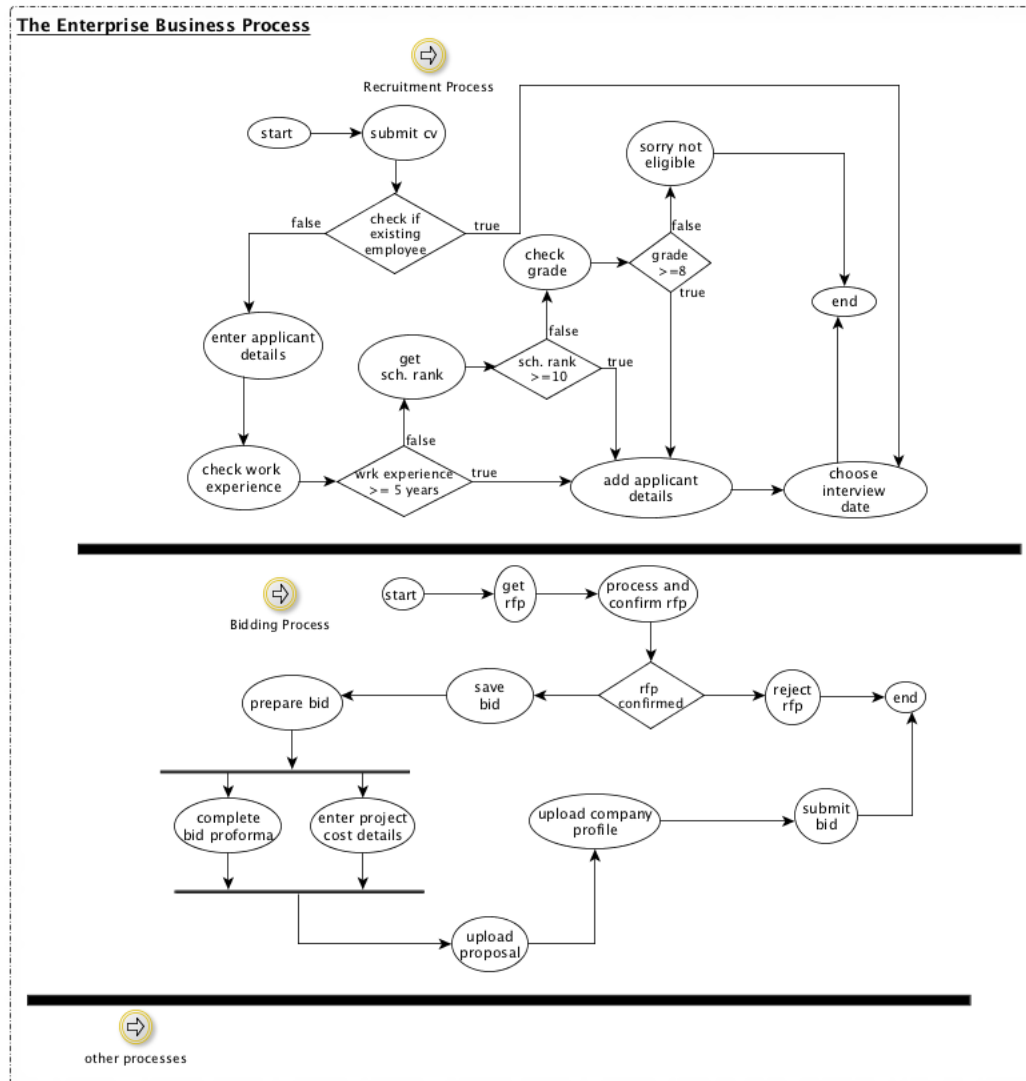 The Enterprise Business Process
Recruitment Process
start
submit cv
sorry not
eligible
false
check if
existing
employee
true
false
check
grade
grade
>=8
true
end
enter applicant
details
get
sch. rank
false
sch. rank
>=10
true
false
check work
experience
wrk experience
>= 5 years
true
add applicant
details
choose
interview
date
Bidding Process
start
get
rfp
process and
confirm rfp
prepare bid
save
bid
rfp
confirmed
reject
rfp
end
complete
bid proforma
enter project
cost details
upload company
profile
submit
bid
upload
proposal
other processes